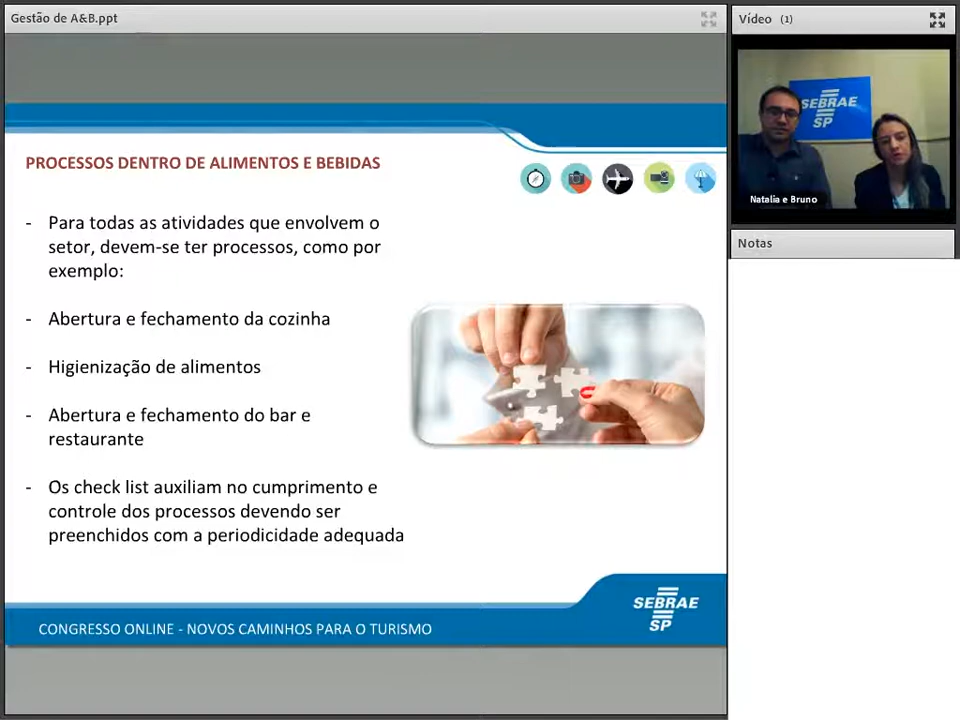 Gestão de A&B.ppt
PROCESSOS DENTRO DE ALIMENTOS E BEBIDAS
- Para todas as atividades que envolvem o
setor, devem-se ter processos, como por
exemplo:
- Abertura e fechamento da cozinha
- Higienização de alimentos
- Abertura e fechamento do bar e
restaurante
- Os check list auxiliam no cumprimento e
controle dos processos devendo ser
preenchidos com a periodicidade adequada
CONGRESSO ONLINE - NOVOS CAMINHOS PARA O TURISMO
SEBRAE
SP
Vídeo (1)
SEBRAE
SP
Natalia e Bruno
Notas